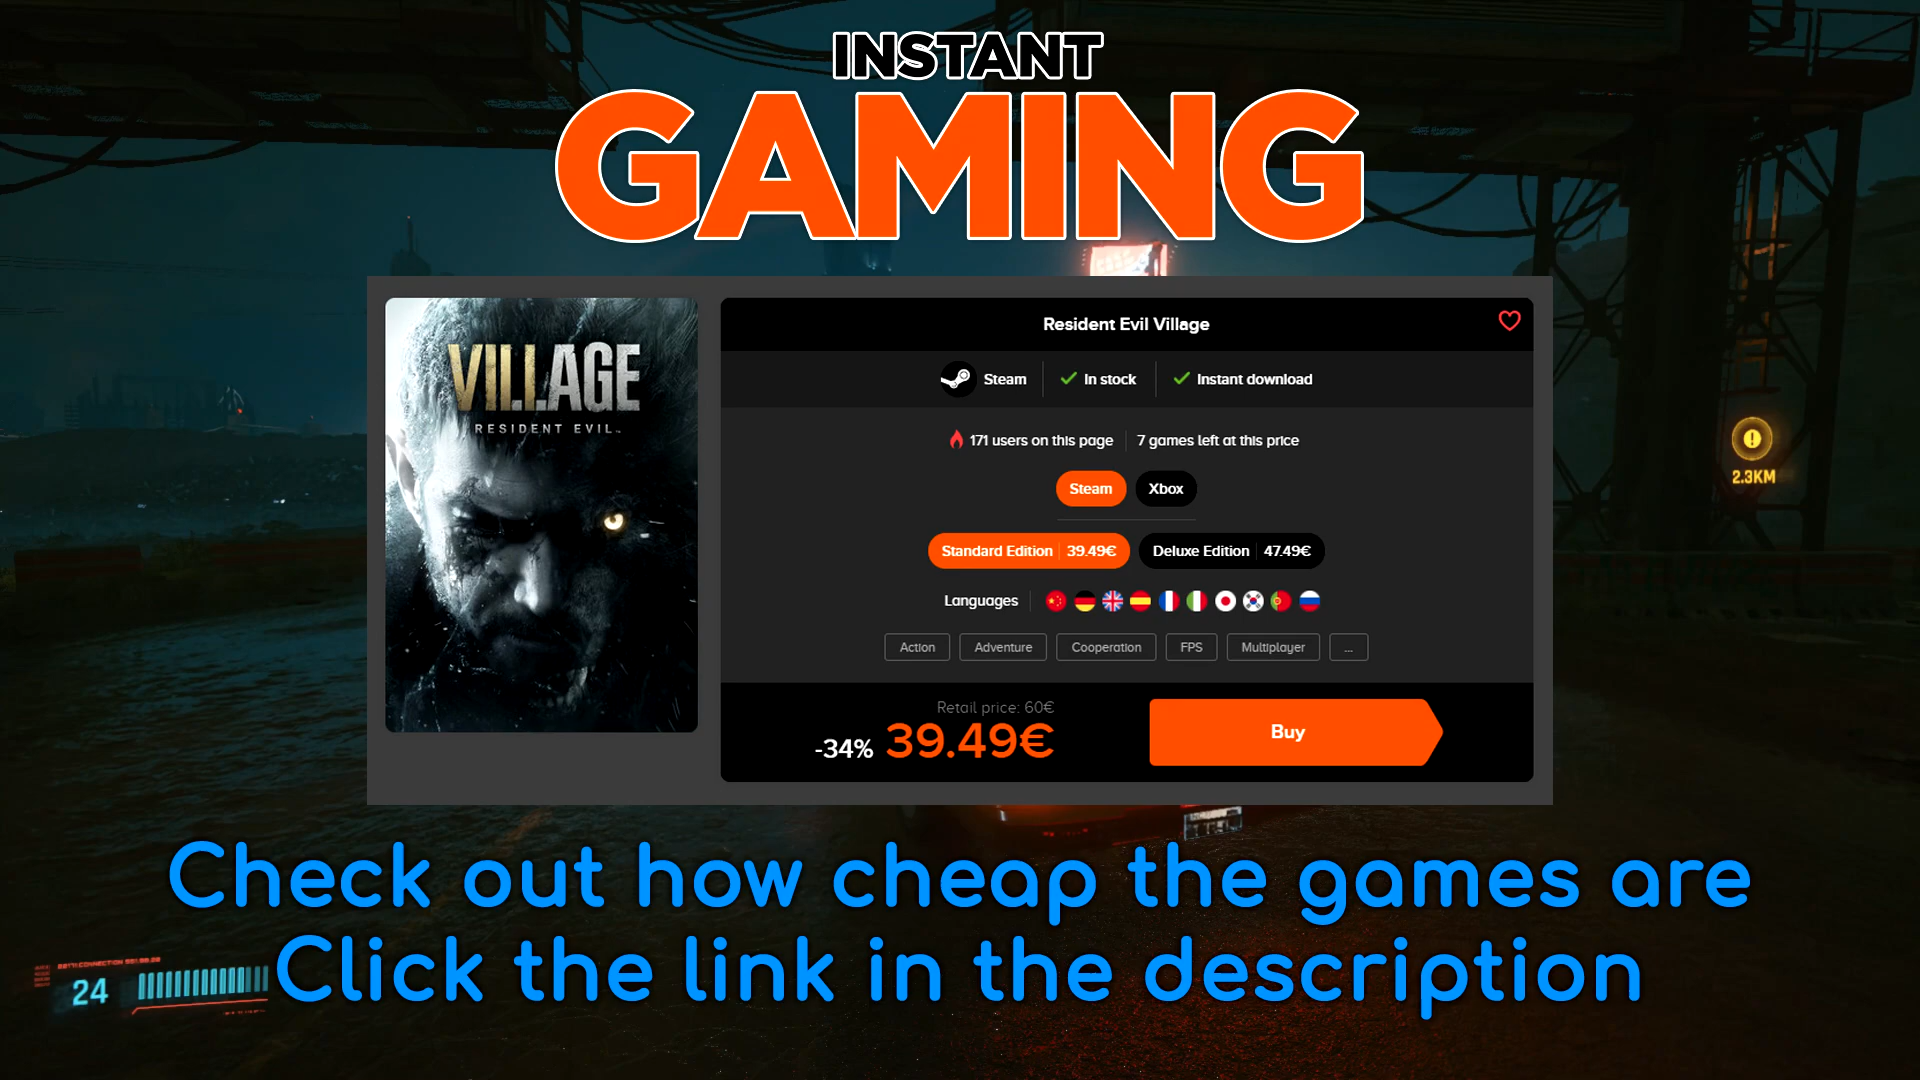 INSTANT
GAMING
VILLAGE
RESIDENT EVIL
Resident Evil Village
Steam
In stock
Instant download
171 users on this page
7 games left at this price
Steam
Xbox
Standard Edition 39.49€
Deluxe Edition 47.49€
Languages
Action
Adventure
Cooperation
FPS
Multiplayer
...
Retail price: 60€
-34% 39.49€
Buy
2.3KM
Check out how cheap the games are
Click the link in the description
24